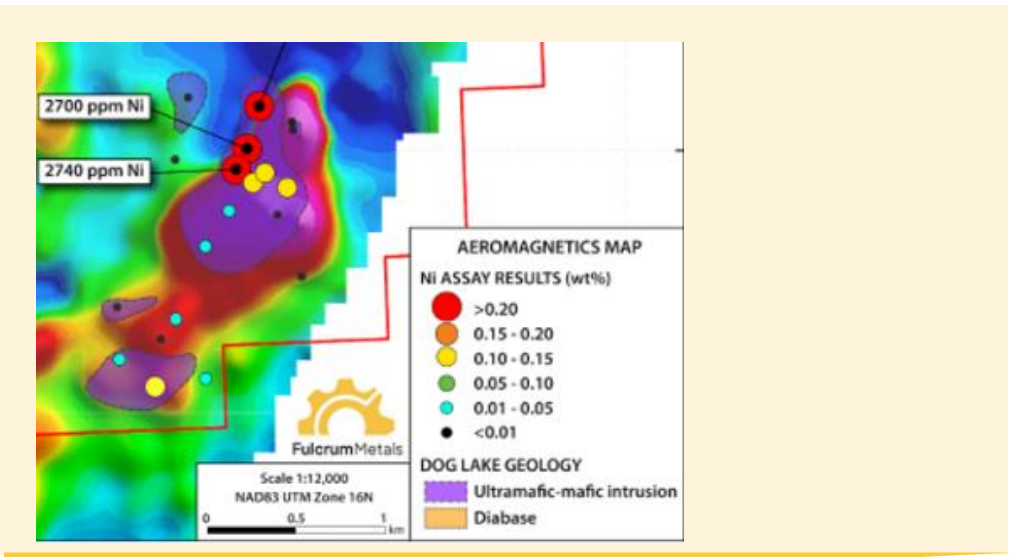 2700 ppm Ni
2740 ppm Ni
AEROMAGNETICS MAP
Ni ASSAY RESULTS (wt%)
>0.20
0.15 - 0.20
0.10 - 0.15
0.05 - 0.10
0.01 - 0.05
<0.01
DOG LAKE GEOLOGY
Ultramafic-mafic intrusion
Diabase
FulcrumMetals
Scale 1:12,000
NAD83 UTM Zone 16N
0 0.5 1
km